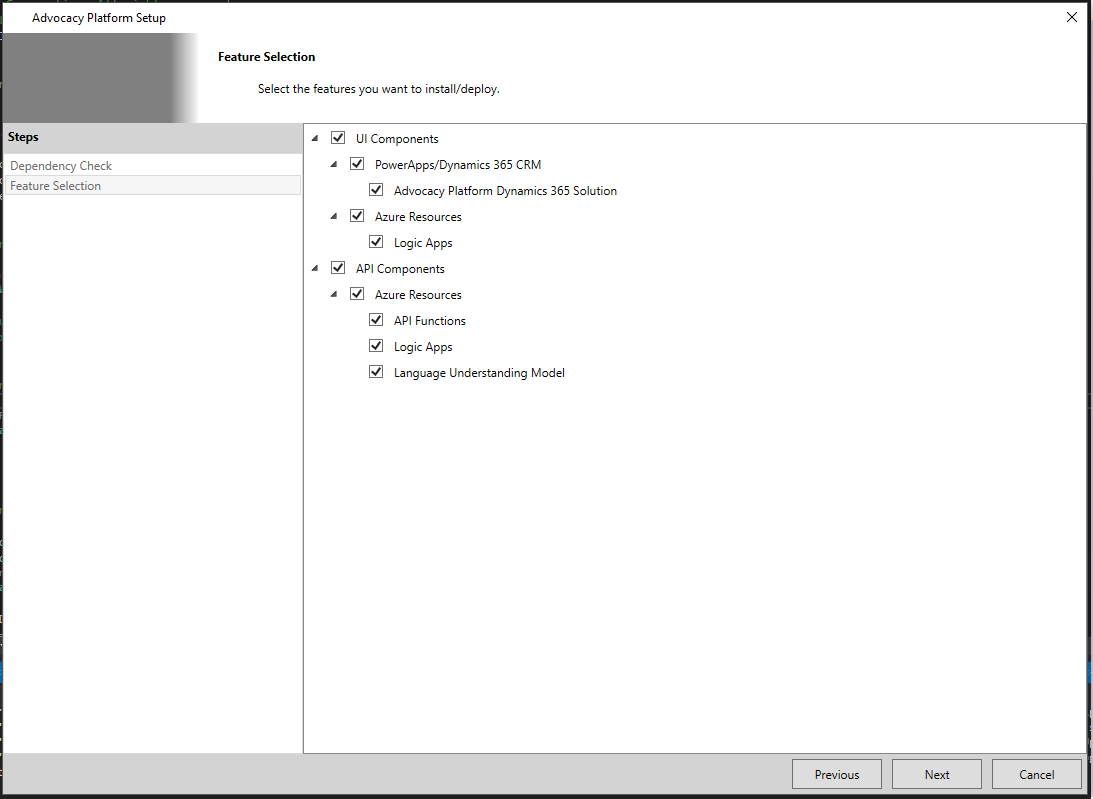 Advocacy Platform Setup
Feature Selection
Select the features you want to install/deploy.
Steps
Dependency Check
Feature Selection
UI Components
PowerApps/Dynamics 365 CRM
Advocacy Platform Dynamics 365 Solution
Azure Resources
Logic Apps
API Components
Azure Resources
API Functions
Logic Apps
Language Understanding Model
Previous
Next
Cancel